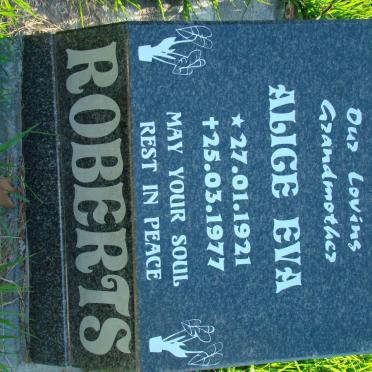 Our Loving
Grandmother
ALICE EVA
★27.01.1921
✝25.03.1977
MAY YOUR SOUL
REST IN PEACE
ROBERTS